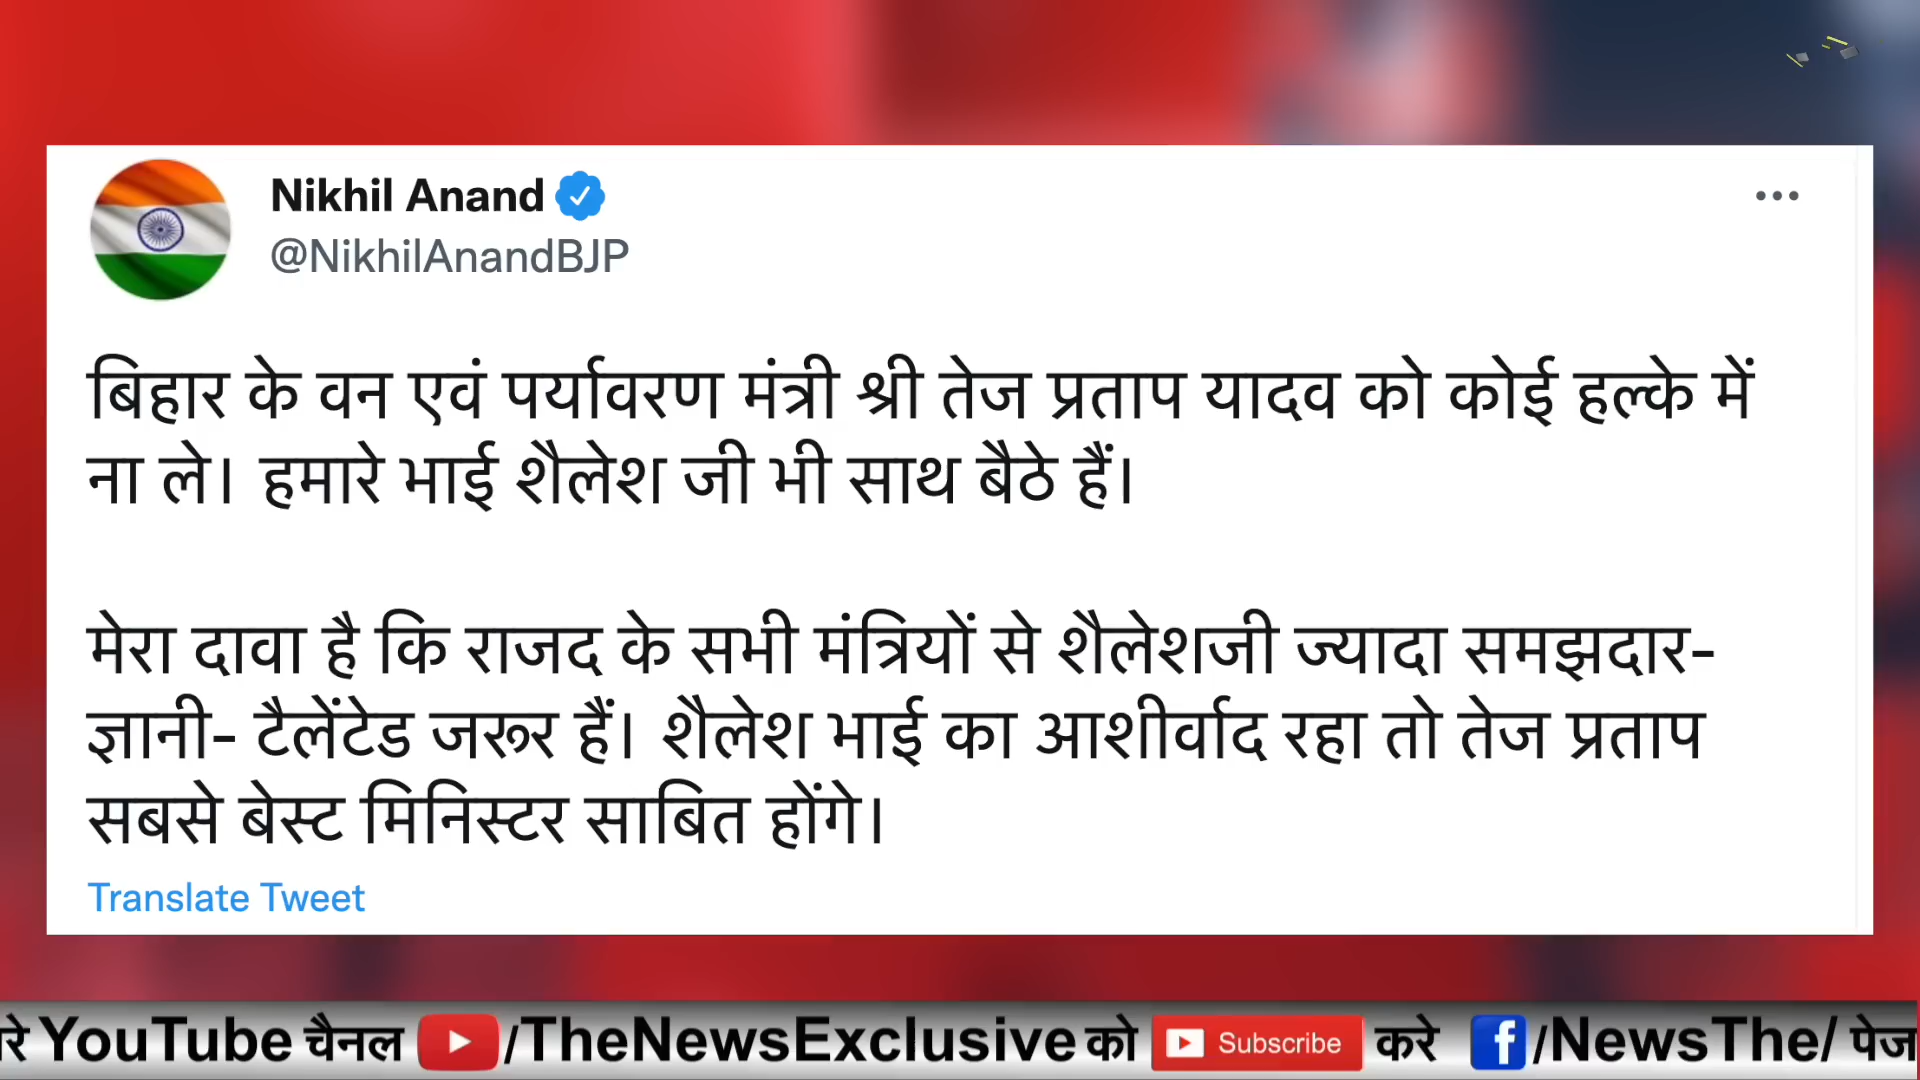 Nikhil Anand
@NikhilAnandBJP
बिहार के वन एवं पर्यावरण मंत्री श्री तेज प्रताप यादव को कोई हल्के में
ना ले। हमारे भाई शैलेश जी भी साथ बैठे हैं।
मेरा दावा है कि राजद के सभी मंत्रियों से शैलेशजी ज्यादा समझदार-
ज्ञानी- टैलेंटेड जरूर हैं। शैलेश भाई का आशीर्वाद रहा तो तेज प्रताप
सबसे बेस्ट मिनिस्टर साबित होंगे।
Translate Tweet
रे YouTube चैनल /TheNewsExclusive को Subscribe करे /NewsThe/ पेज